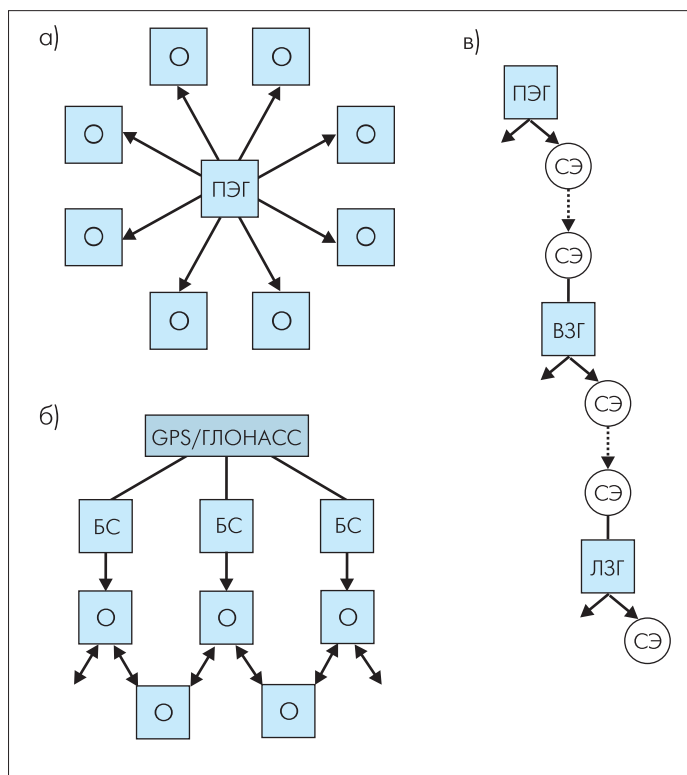 а)
О О
О О
ПЭГ
О О
О О
б)
GPS/ГЛОНАСС
БС БС БС
О О О
О О
в)
ПЭГ
СЭ
СЭ
ВЗГ
СЭ
СЭ
ЛЗГ
СЭ